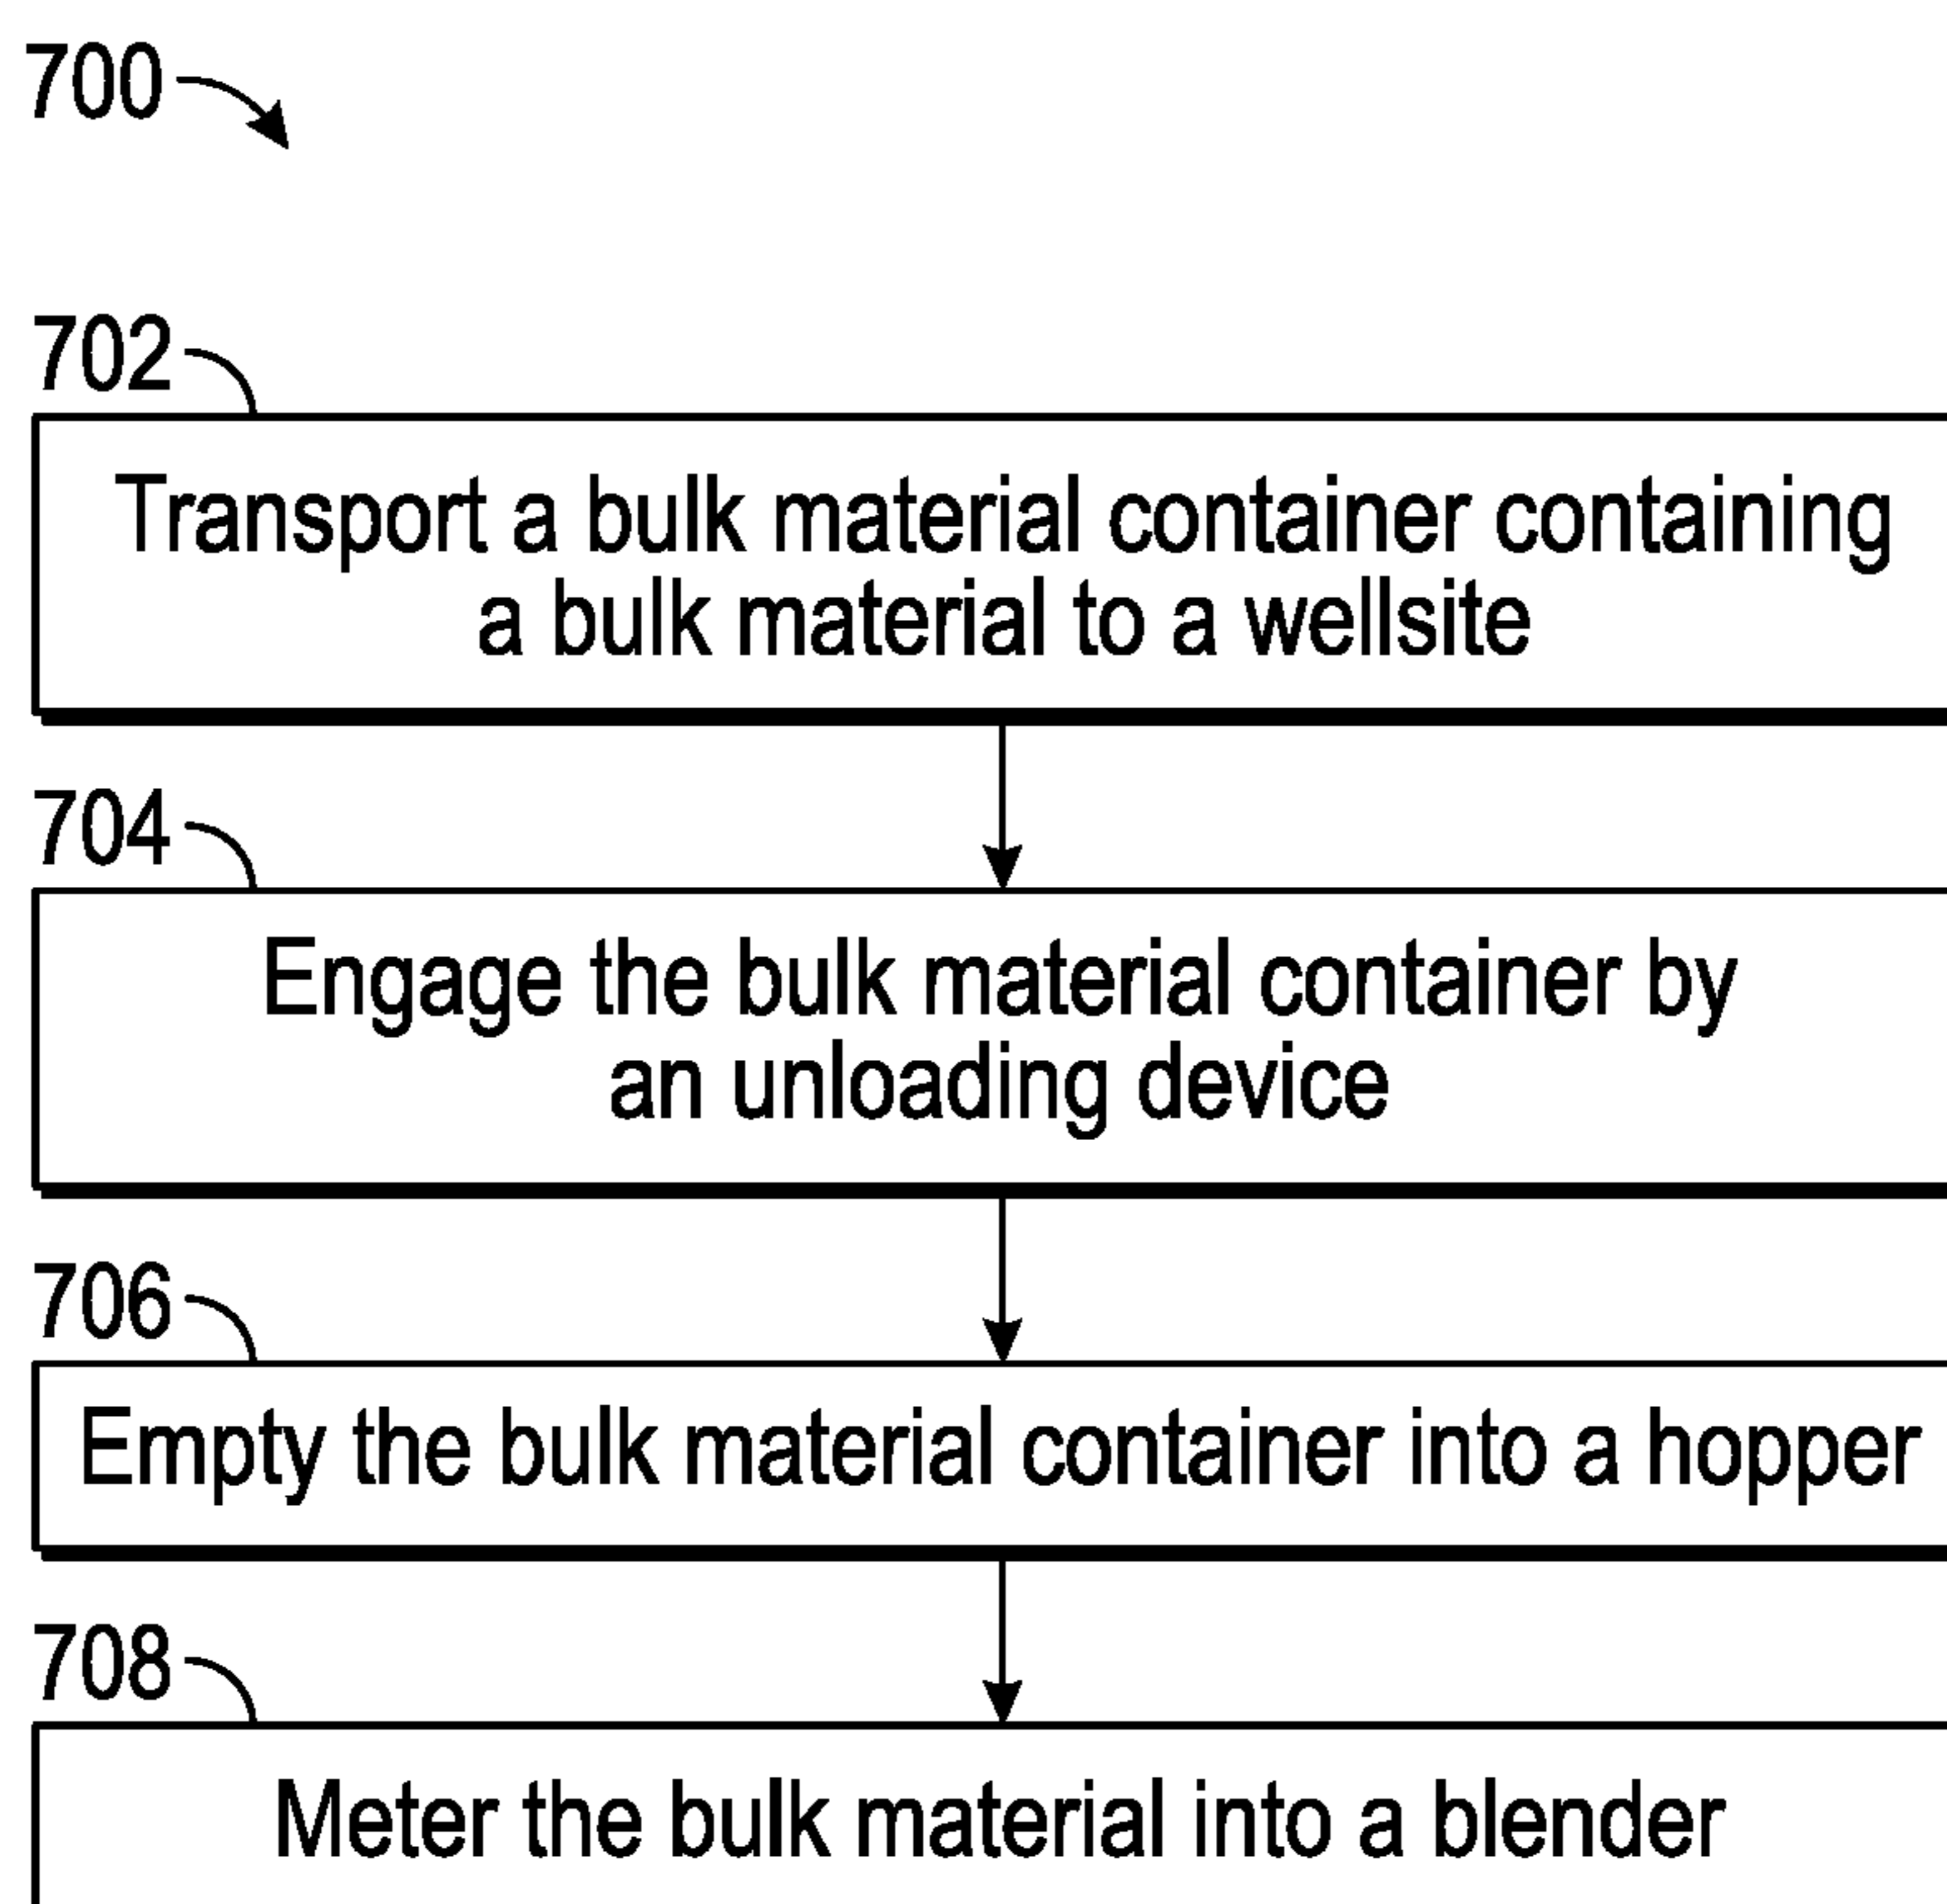 700
702
Transport a bulk material container containing
a bulk material to a wellsite
704
Engage the bulk material container by
an unloading device
706
Empty the bulk material container into a hopper
708
Meter the bulk material into a blender